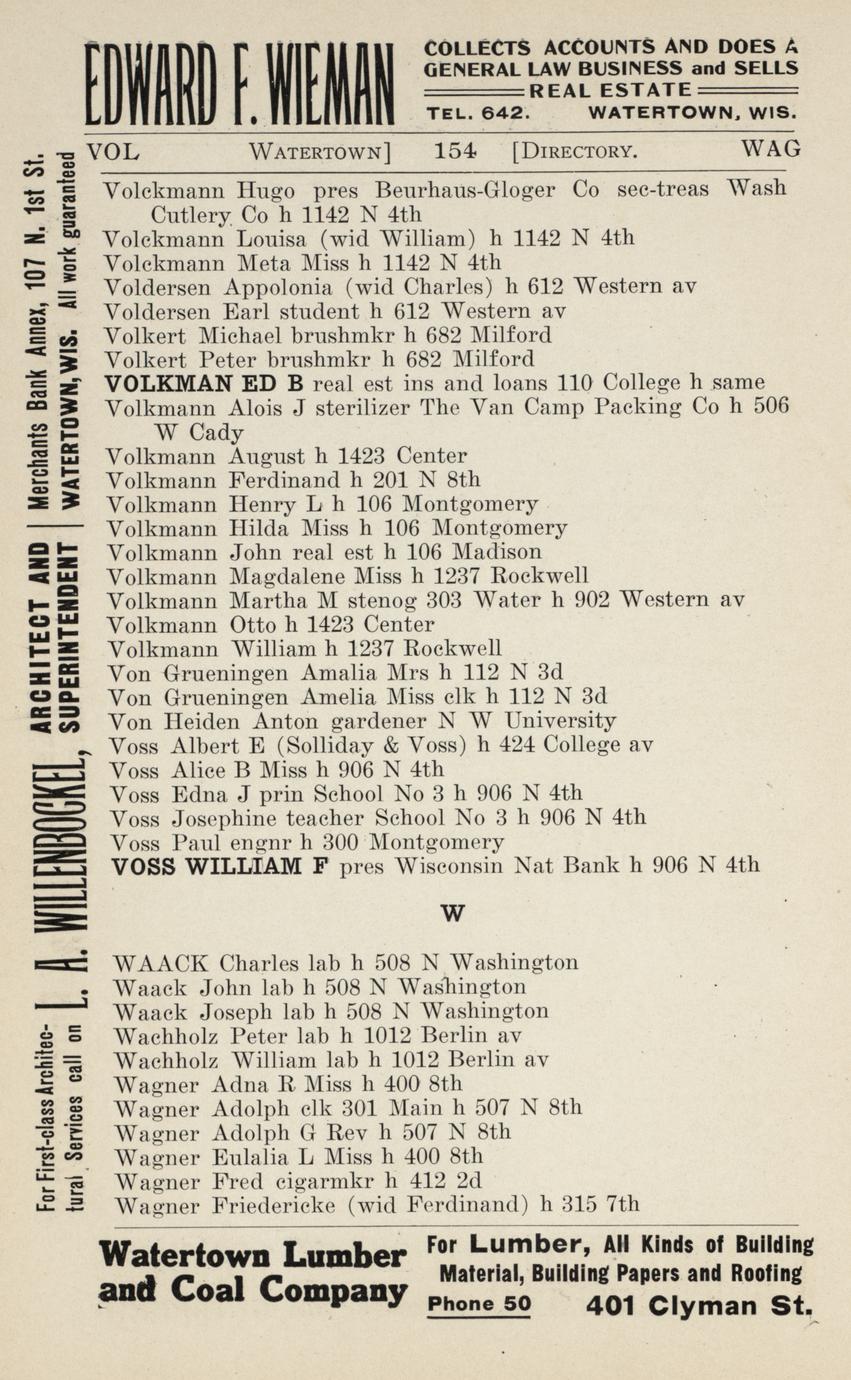 EDWARD F. WIEMAN
COLLECTS ACCOUNTS AND DOES A
GENERAL LAW BUSINESS and SELLS
REAL ESTATE
TEL. 642. WATERTOWN, WIS.
VOL WATERTOWN] 154 [DIRECTORY. WAG
Volckmann Hugo pres Beurhaus-Gloger Co sec-treas Wash
Cutlery Co h 1142 N 4th
Volckmann Louisa (wid William) h 1142 N 4th
Volckmann Meta Miss h 1142 N 4th
Voldersen Appolonia (wid Charles) h 612 Western av
Voldersen Earl student h 612 Western av
Volkert Michael brushmkr h 682 Milford
Volkert Peter brushmkr h 682 Milford
VOLKMAN ED B real est ins and loans 110 College h same
Volkmann Alois J sterilizer The Van Camp Packing Co h 506
W Cady
Volkmann August h 1423 Center
Volkmann Ferdinand h 201 N 8th
Volkmann Henry L h 106 Montgomery
Volkmann Hilda Miss h 106 Montgomery
Volkmann John real est h 106 Madison
Volkmann Magdalene Miss h 1237 Rockwell
Volkmann Martha M stenog 303 Water h 902 Western av
Volkmann Otto h 1423 Center
Volkmann William h 1237 Rockwell
Von Grueningen Amalia Mrs h 112 N 3d
Von Grueningen Amelia Miss clk h 112 N 3d
Von Heiden Anton gardener N W University
Voss Albert E (Solliday & Voss) h 424 College av
Voss Alice B Miss h 906 N 4th
Voss Edna J prin School No 3 h 906 N 4th
Voss Josephine teacher School No 3 h 906 N 4th
Voss Paul engnr h 300 Montgomery
VOSS WILLIAM F pres Wisconsin Nat Bank h 906 N 4th
W
WAACK Charles lab h 508 N Washington
Waack John lab h 508 N Washington
Waack Joseph lab h 508 N Washington
Wachholz Peter lab h 1012 Berlin av
Wachholz William lab h 1012 Berlin av
Wagner Adna R Miss h 400 8th
Wagner Adolph clk 301 Main h 507 N 8th
Wagner Adolph G Rev h 507 N 8th
Wagner Eulalia L Miss h 400 8th
Wagner Fred cigarmkr h 412 2d
Wagner Friedericke (wid Ferdinand) h 315 7th
For First-class Architec-
tural Services call on
L. A. WILLENBOCKEL,
ARCHITECT AND
SUPERINTENDENT
Merchants Bank Annex, 107 N. 1st St.
WATERTOWN, WIS. All work guaranteed
Watertown Lumber
and Coal Company
For Lumber, All Kinds of Building
Material, Building Papers and Roofing
Phone 50 401 Clyman St.